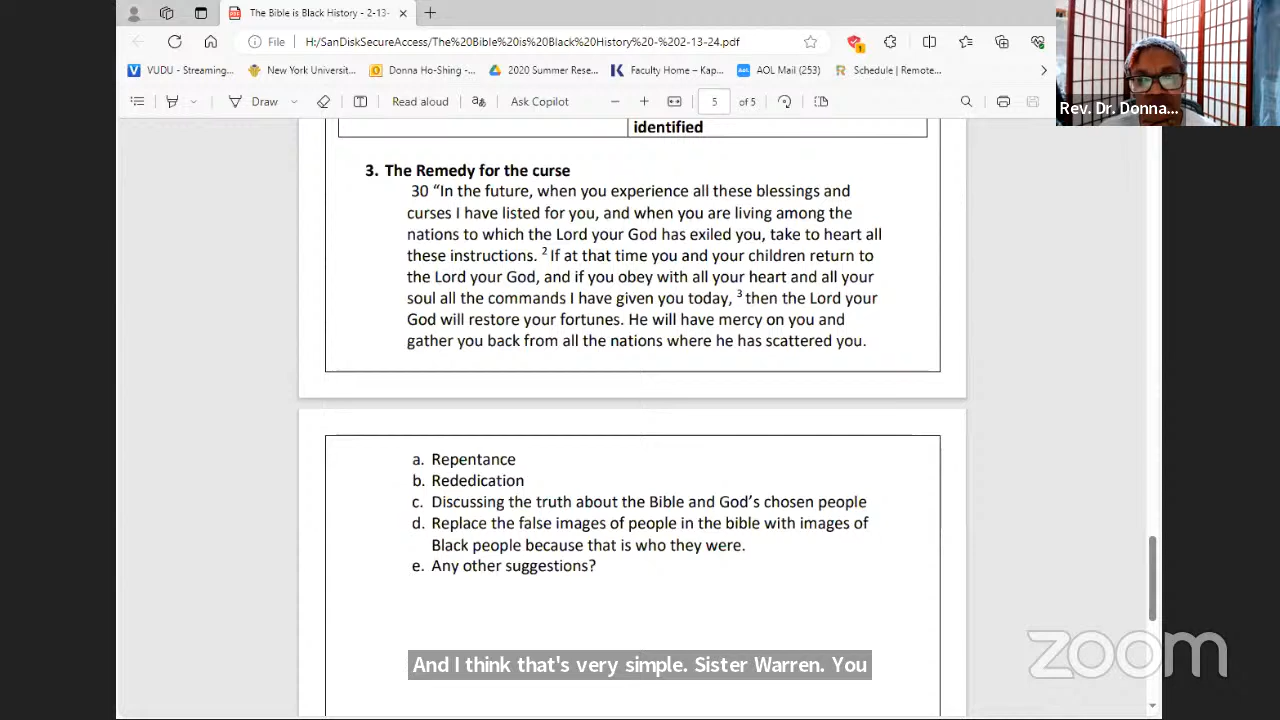 The Bible is Black History - 2-13-
File H:/SanDiskSecureAccess/The%20Bible%20is%20Black%20History%20-%202-13-24.pdf
1
VUDU - Streaming...
New York Universit...
Donna Ho-Shing -...
2020 Summer Rese...
Faculty Home – Kap...
AOL Mail (253)
Schedule | Remote...
Draw
Read aloud
Ask Copilot
5 of 5
Rev. Dr. Donna...
identified
3. The Remedy for the curse
30 “In the future, when you experience all these blessings and
curses I have listed for you, and when you are living among the
nations to which the Lord your God has exiled you, take to heart all
these instructions. 2 If at that time you and your children return to
the Lord your God, and if you obey with all your heart and all your
soul all the commands I have given you today, 3 then the Lord your
God will restore your fortunes. He will have mercy on you and
gather you back from all the nations where he has scattered you.
a. Repentance
b. Rededication
c. Discussing the truth about the Bible and God’s chosen people
d. Replace the false images of people in the bible with images of
Black people because that is who they were.
e. Any other suggestions?
And I think that's very simple. Sister Warren. You
zoom